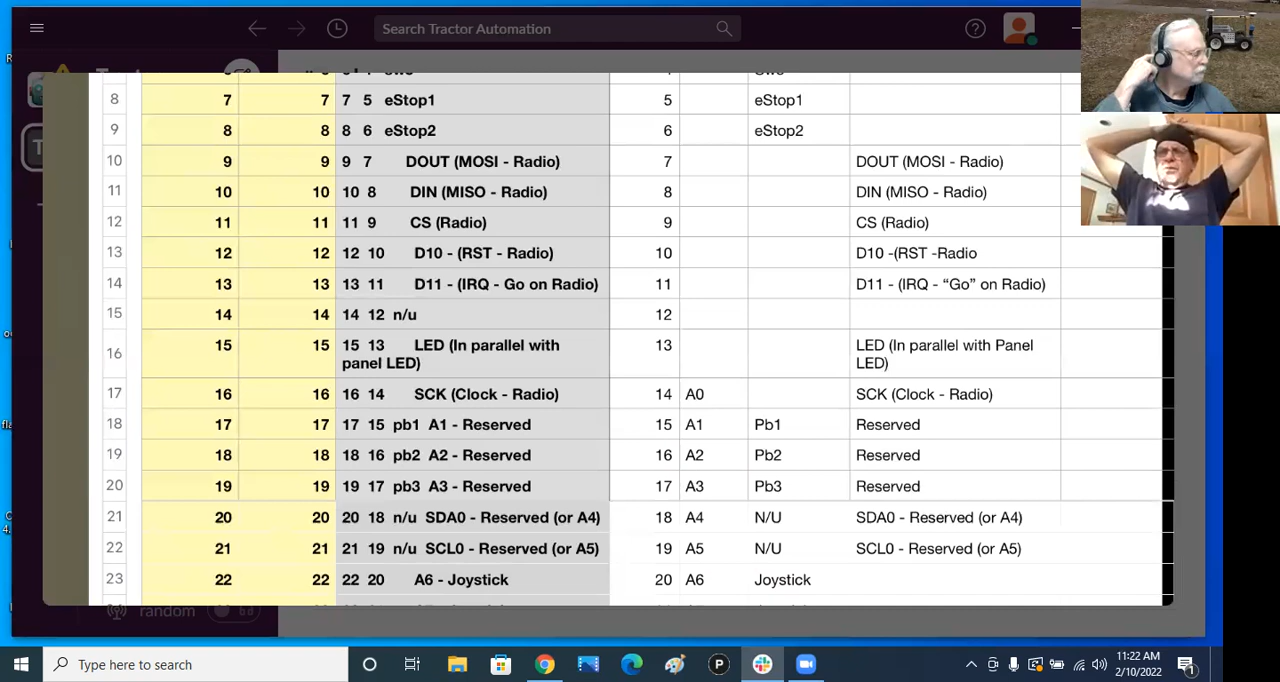 Search Tractor Automation
8 7 7 7 5 eStop1 5 eStop1
9 8 8 8 6 eStop2 6 eStop2
10 9 9 9 7 DOUT (MOSI - Radio) 7 DOUT (MOSI - Radio)
11 10 10 10 8 DIN (MISO - Radio) 8 DIN (MISO - Radio)
12 11 11 11 9 CS (Radio) 9 CS (Radio)
13 12 12 12 10 D10 - (RST - Radio) 10 D10 -(RST -Radio
14 13 13 13 11 D11 - (IRQ - Go on Radio) 11 D11 - (IRQ - “Go” on Radio)
15 14 14 14 12 n/u 12
16 15 15 15 13 LED (In parallel with 13 LED (In parallel with Panel
panel LED) LED)
17 16 16 16 14 SCK (Clock - Radio) 14 A0 SCK (Clock - Radio)
18 17 17 17 15 pb1 A1 - Reserved 15 A1 Pb1 Reserved
19 18 18 18 16 pb2 A2 - Reserved 16 A2 Pb2 Reserved
20 19 19 19 17 pb3 A3 - Reserved 17 A3 Pb3 Reserved
21 20 20 20 18 n/u SDA0 - Reserved (or A4) 18 A4 N/U SDA0 - Reserved (or A4)
22 21 21 21 19 n/u SCL0 - Reserved (or A5) 19 A5 N/U SCL0 - Reserved (or A5)
23 22 22 22 20 A6 - Joystick 20 A6 Joystick
random
Type here to search
11:22 AM
2/10/2022